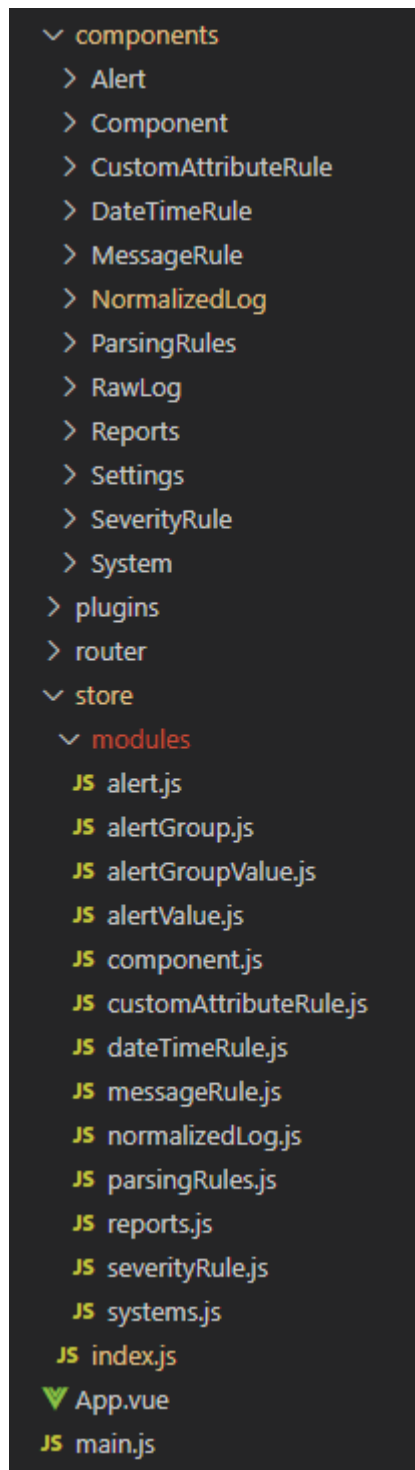 components
Alert
Component
CustomAttributeRule
DateTimeRule
MessageRule
NormalizedLog
ParsingRules
RawLog
Reports
Settings
SeverityRule
System
plugins
router
store
modules
JS alert.js
JS alertGroup.js
JS alertGroupValue.js
JS alertValue.js
JS component.js
JS customAttributeRule.js
JS dateTimeRule.js
JS messageRule.js
JS normalizedLog.js
JS parsingRules.js
JS reports.js
JS severityRule.js
JS systems.js
JS index.js
App.vue
JS main.js